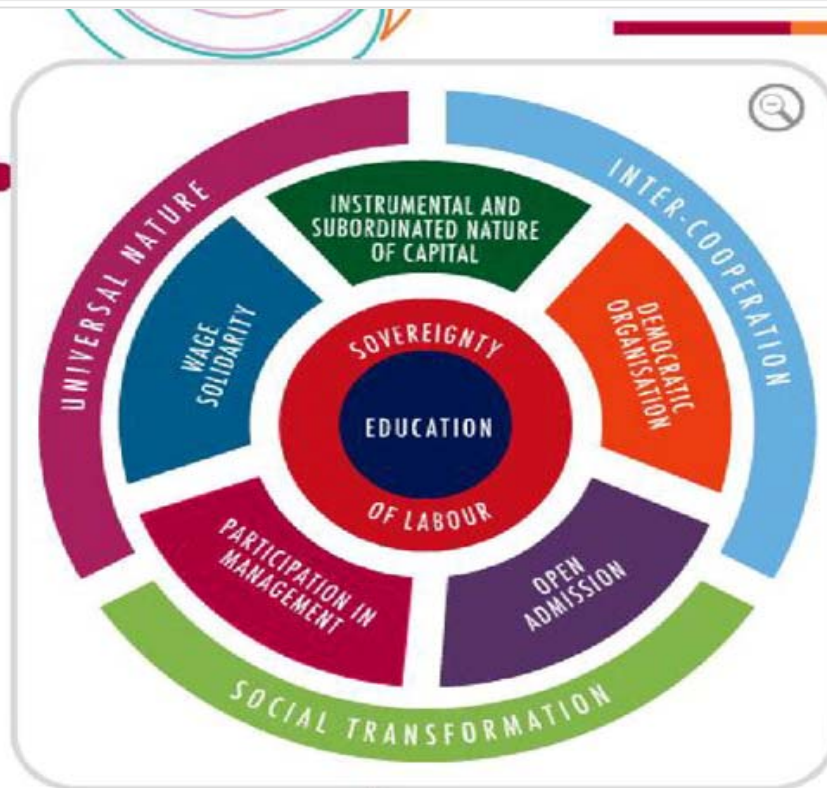 UNIVERSAL NATURE
INTER-COOPERATION
INSTRUMENTAL AND
SUBORDINATED NATURE
OF CAPITAL
WAGE
SOLIDARITY
DEMOCRATIC
ORGANISATION
SOVEREIGNTY
EDUCATION
OF LABOUR
PARTICIPATION IN
MANAGEMENT
OPEN
ADMISSION
SOCIAL TRANSFORMATION